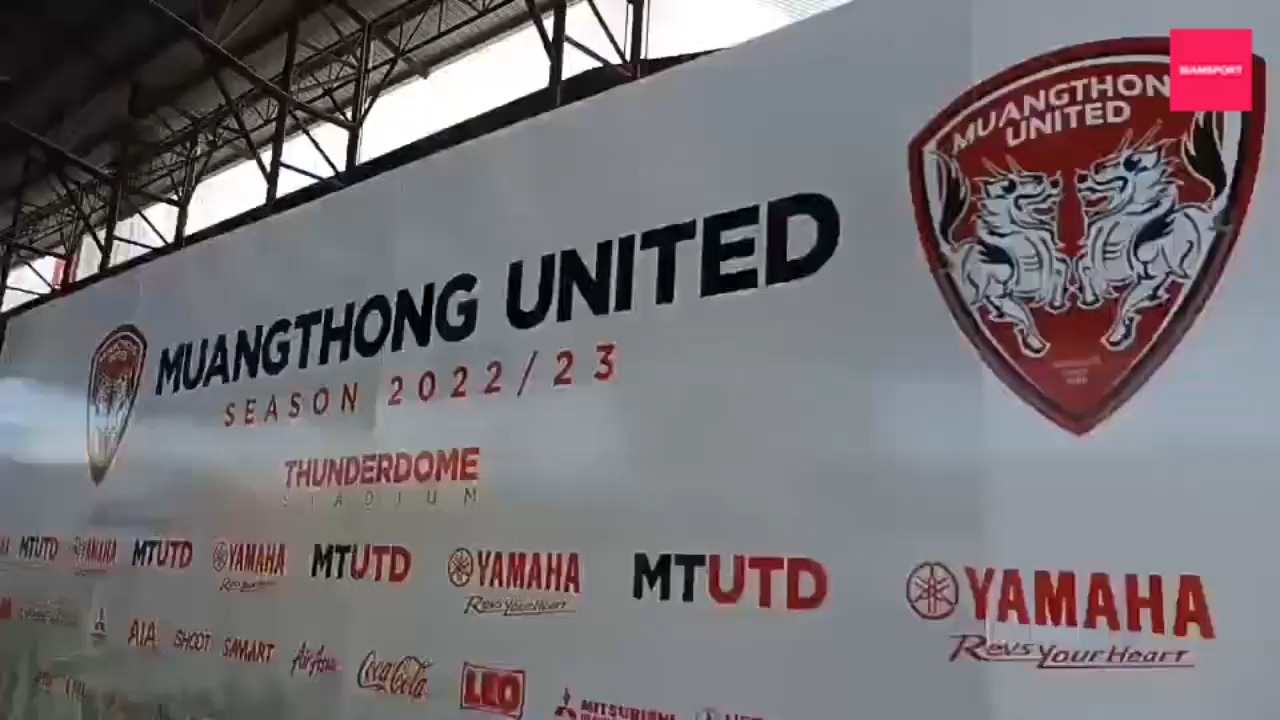 SIAMSPORT
MUANGTHONG
UNITED
MUANGTHONG UNITED
SEASON 2022/23
THUNDERDOME
STADIUM
MTUTD YAMAHA MTUTD YAMAHA MTUTD YAMAHA MTUTD YAMAHA
Revs Your Heart Revs Your Heart Revs Your Heart
AIA SHOOT SAMART AirAsia Coca-Cola LEO MITSUBISHI